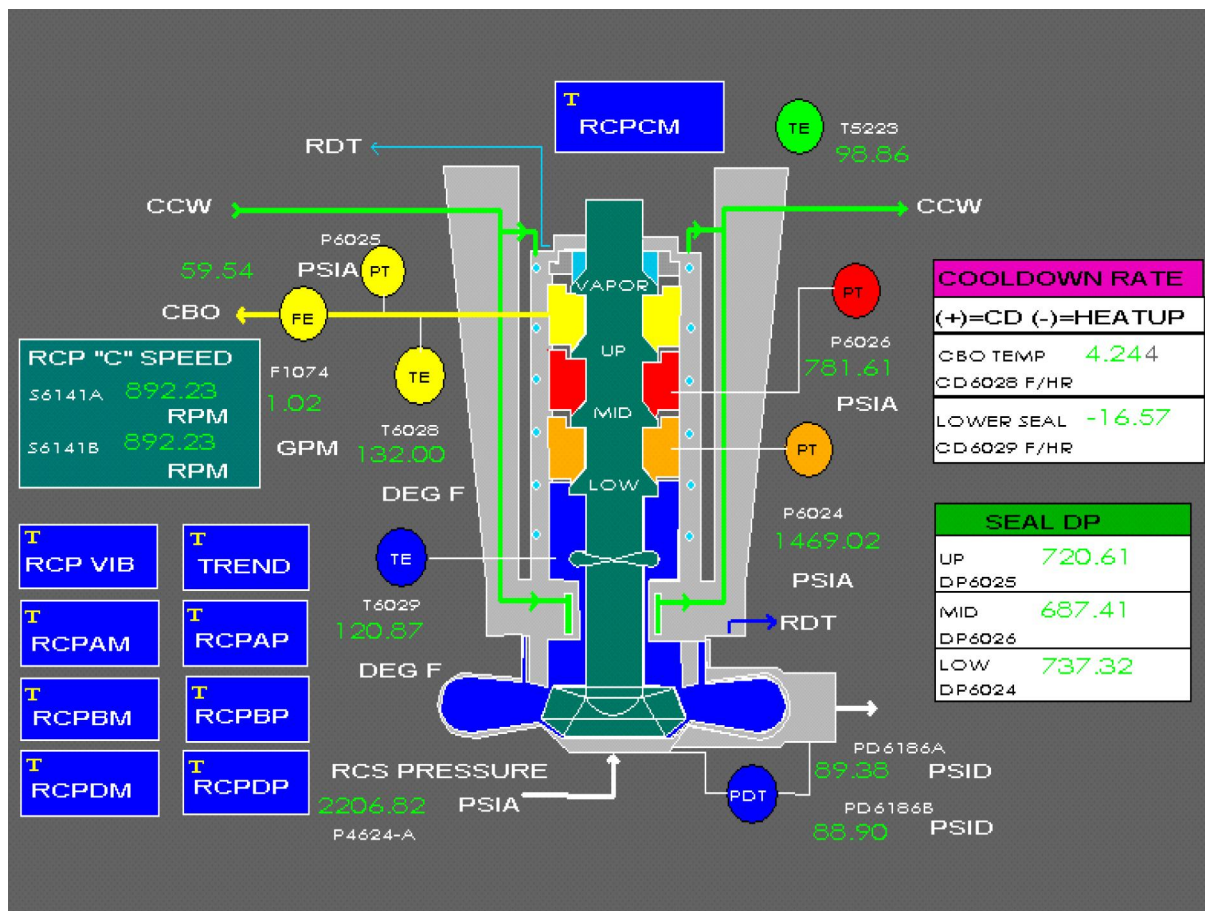 T
RCPCM
TE
T5223
98.86
RDT
CCW
CCW
P6025
59.54
PSIA
PT
CBO
FE
VAPOR
PT
UP
P6026
781.61
PSIA
RCP "C" SPEED
S6141A
892.23
RPM
S6141B
892.23
RPM
F1074
1.02
GPM
TE
T6028
132.00
DEG F
MID
LOW
PT
P6024
1469.02
PSIA
COOLDOWN RATE
(+)=CD (-)=HEATUP
CBO TEMP 4.244
CD6028 F/HR
LOWER SEAL -16.57
CD6029 F/HR
SEAL DP
UP 720.61
DP6025
MID 687.41
DP6026
LOW 737.32
DP6024
T
RCP VIB
T
TREND
TE
T6029
120.87
DEG F
RDT
T
RCPAM
T
RCPAP
T
RCPBM
T
RCPBP
T
RCPDM
T
RCPDP
RCS PRESSURE
2206.82 PSIA
P4624-A
PDT
PD6186A
89.38 PSID
PD6186B
88.90 PSID